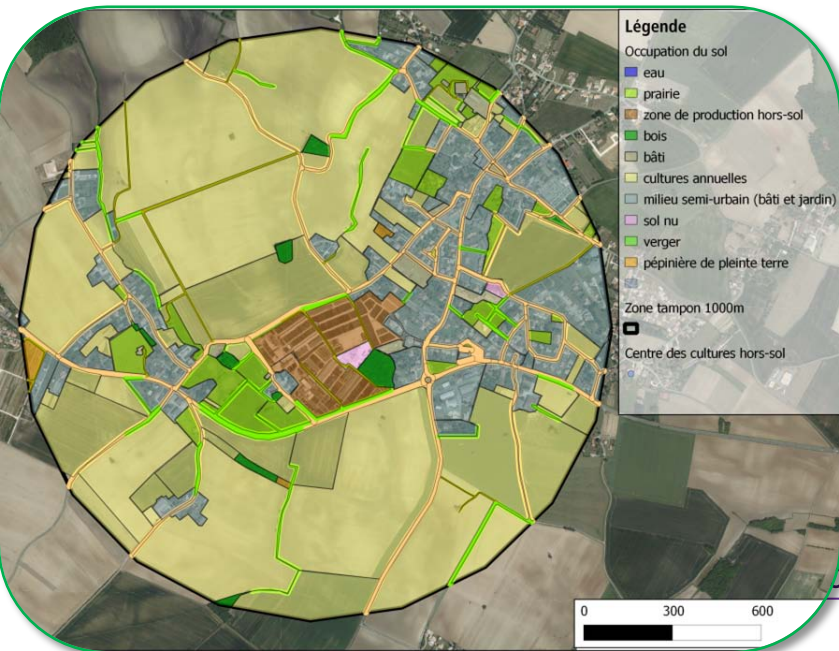 Légende
Occupation du sol
eau
prairie
zone de production hors-sol
bois
bâti
cultures annuelles
milieu semi-urbain (bâti et jardin)
sol nu
verger
pépinière de pleinte terre
Zone tampon 1000m
Centre des cultures hors-sol
0 300 600